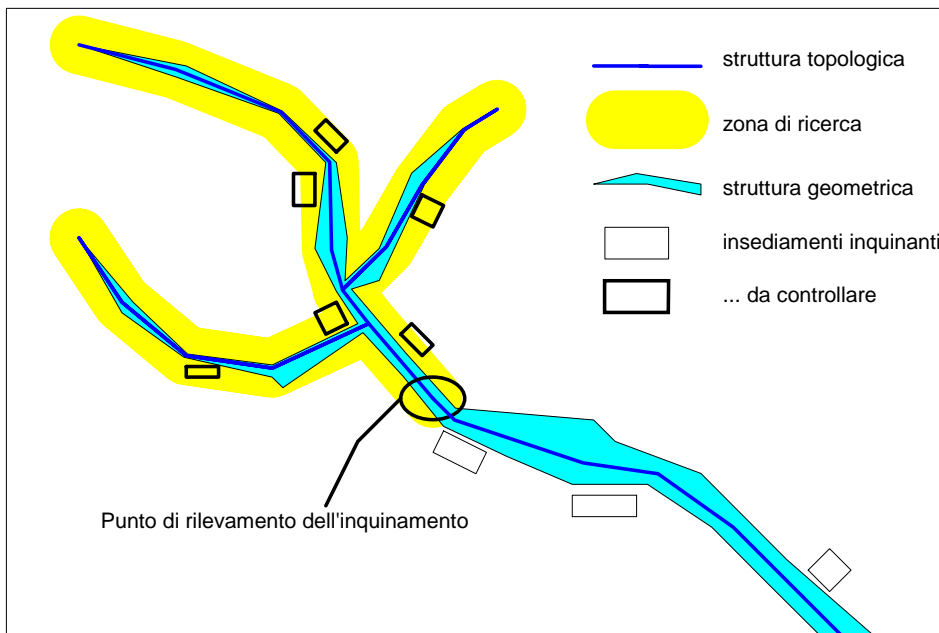 struttura topologica
zona di ricerca
struttura geometrica
insediamenti inquinanti
... da controllare
Punto di rilevamento dell'inquinamento